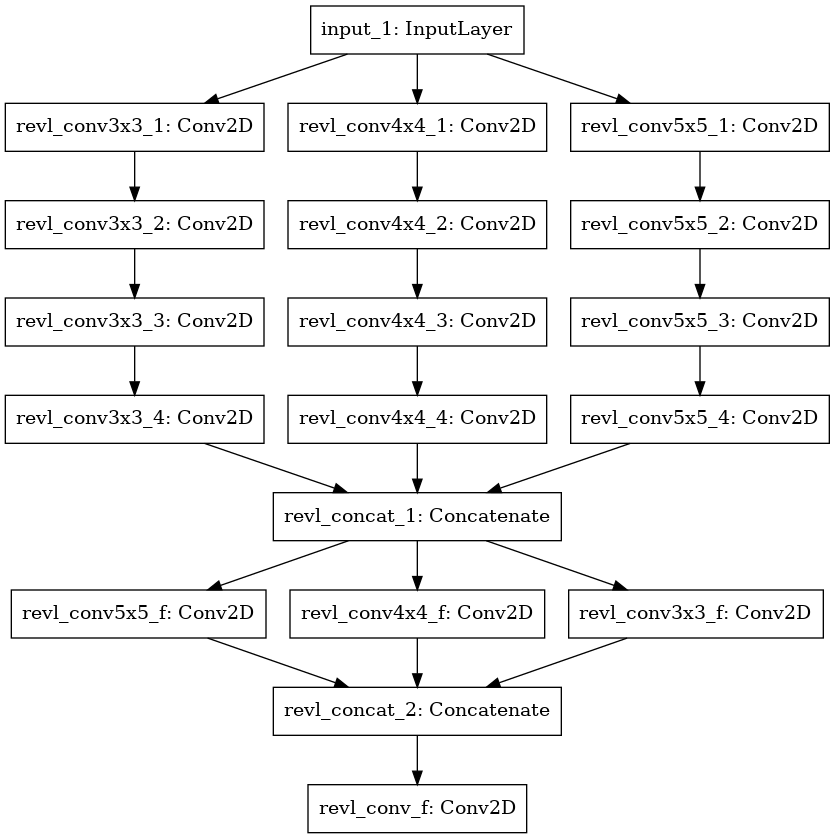 input_1: InputLayer
revl_conv3x3_1: Conv2D
revl_conv4x4_1: Conv2D
revl_conv5x5_1: Conv2D
revl_conv3x3_2: Conv2D
revl_conv4x4_2: Conv2D
revl_conv5x5_2: Conv2D
revl_conv3x3_3: Conv2D
revl_conv4x4_3: Conv2D
revl_conv5x5_3: Conv2D
revl_conv3x3_4: Conv2D
revl_conv4x4_4: Conv2D
revl_conv5x5_4: Conv2D
revl_concat_1: Concatenate
revl_conv5x5_f: Conv2D
revl_conv4x4_f: Conv2D
revl_conv3x3_f: Conv2D
revl_concat_2: Concatenate
revl_conv_f: Conv2D